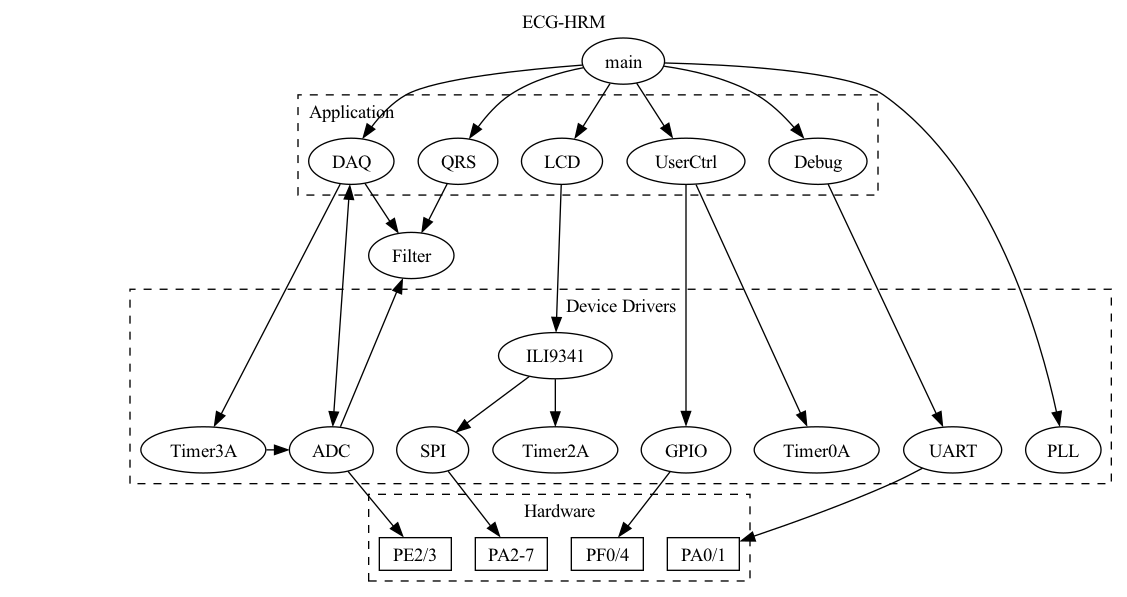 ECG-HRM
main
Application
DAQ
QRS
LCD
UserCtrl
Debug
Filter
Device Drivers
ILI9341
Timer3A
ADC
SPI
Timer2A
GPIO
Timer0A
UART
PLL
Hardware
PE2/3
PA2-7
PF0/4
PA0/1